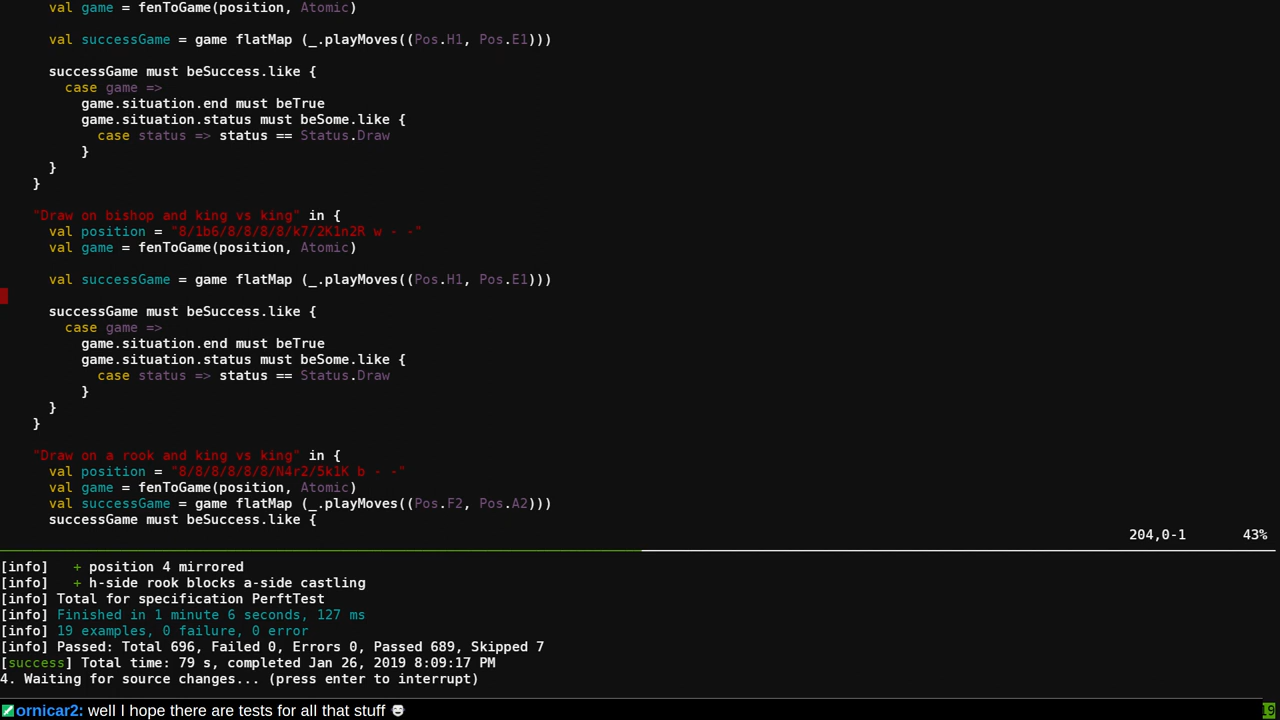 val game = fenToGame(position, Atomic)
val successGame = game flatMap (_.playMoves((Pos.H1, Pos.E1)))
successGame must beSuccess.like {
case game =>
game.situation.end must beTrue
game.situation.status must beSome.like {
case status => status == Status.Draw
}
}
}
"Draw on bishop and king vs king" in {
val position = "8/1b6/8/8/8/8/k7/2K1n2R w - -"
val game = fenToGame(position, Atomic)
val successGame = game flatMap (_.playMoves((Pos.H1, Pos.E1)))
successGame must beSuccess.like {
case game =>
game.situation.end must beTrue
game.situation.status must beSome.like {
case status => status == Status.Draw
}
}
}
"Draw on a rook and king vs king" in {
val position = "8/8/8/8/8/8/N4r2/5k1K b - -"
val game = fenToGame(position, Atomic)
val successGame = game flatMap (_.playMoves((Pos.F2, Pos.A2)))
successGame must beSuccess.like {
204,0-1 43%
[info]   + position 4 mirrored
[info]   + h-side rook blocks a-side castling
[info] Total for specification PerftTest
[info] Finished in 1 minute 6 seconds, 127 ms
[info] 19 examples, 0 failure, 0 error
[info] Passed: Total 696, Failed 0, Errors 0, Passed 689, Skipped 7
[success] Total time: 79 s, completed Jan 26, 2019 8:09:17 PM
4. Waiting for source changes... (press enter to interrupt)
ornicar2: well I hope there are tests for all that stuff
19